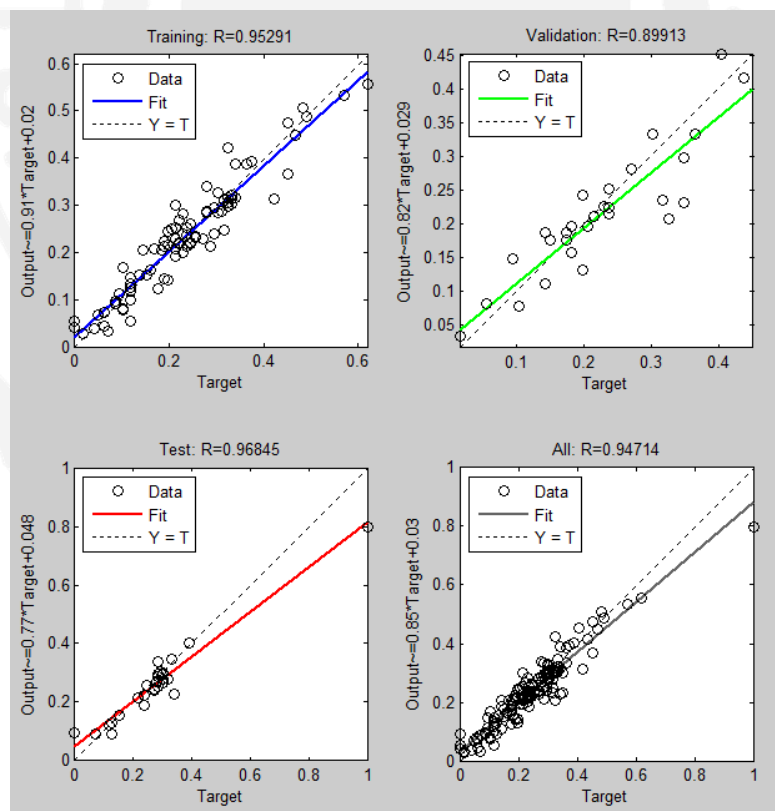 Training: R=0.95291
Output~=0.91*Target+0.02
Data
Fit
Y = T
0.6
0.5
0.4
0.3
0.2
0.1
0
0
0.2
0.4
0.6
Target
Validation: R=0.89913
Output~=0.82*Target+0.029
Data
Fit
Y = T
0.45
0.4
0.35
0.3
0.25
0.2
0.15
0.1
0.05
0.1
0.2
0.3
0.4
Target
Test: R=0.96845
Output~=0.77*Target+0.048
Data
Fit
Y = T
1
0.8
0.6
0.4
0.2
0
0
0.2
0.4
0.6
0.8
1
Target
All: R=0.94714
Output~=0.85*Target+0.03
Data
Fit
Y = T
1
0.8
0.6
0.4
0.2
0
0
0.2
0.4
0.6
0.8
1
Target